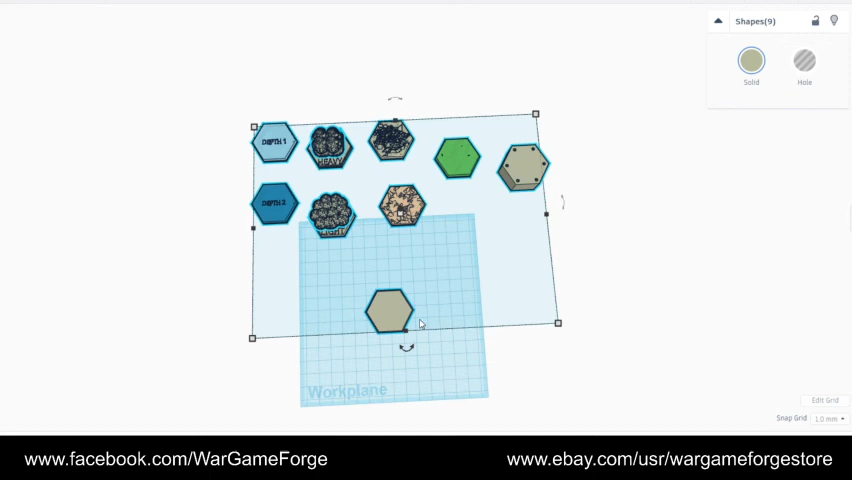 Shapes(9)
Solid
Hole
DEPTH 1
HEAVY
DEPTH 2
LIGHT
Workplane
Edit Grid
Snap Grid 1.0 mm
www.facebook.com/WarGameForge
www.ebay.com/usr/wargameforgestore